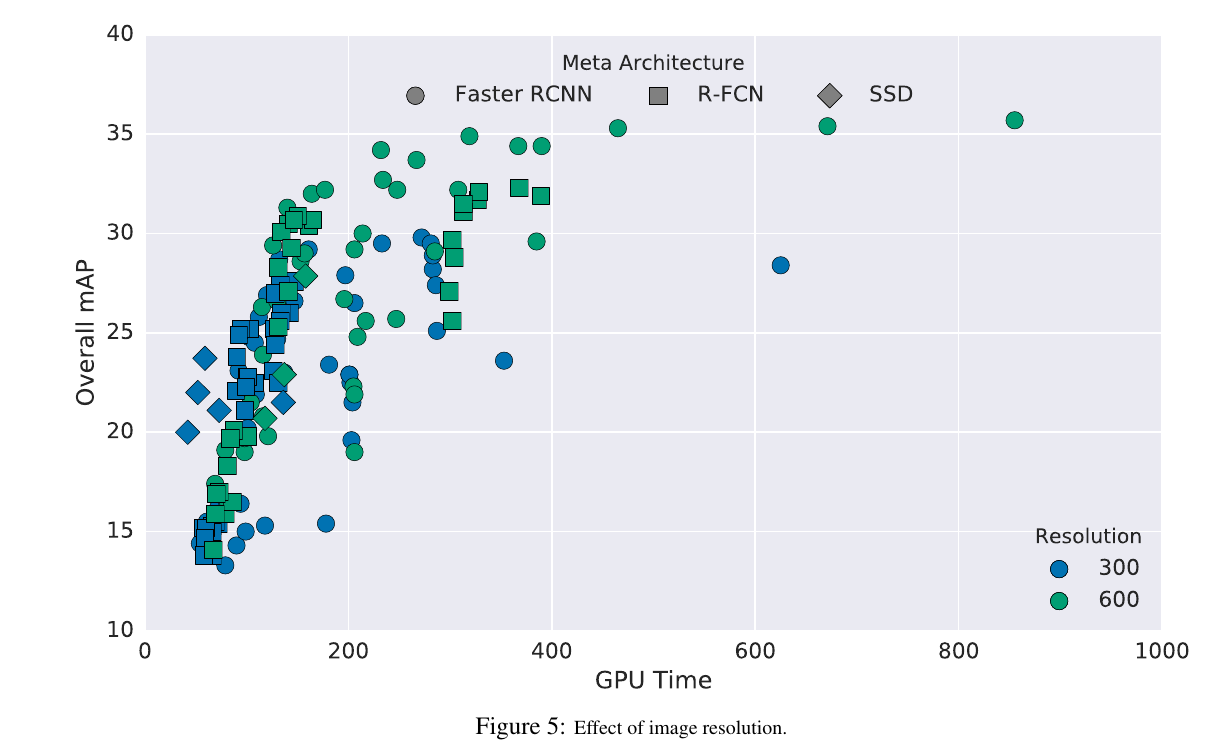 40
35
30
25
20
15
10
Overall mAP
Meta Architecture
Faster RCNN R-FCN SSD
Resolution
300
600
0 200 400 600 800 1000
GPU Time
Figure 5: Effect of image resolution.